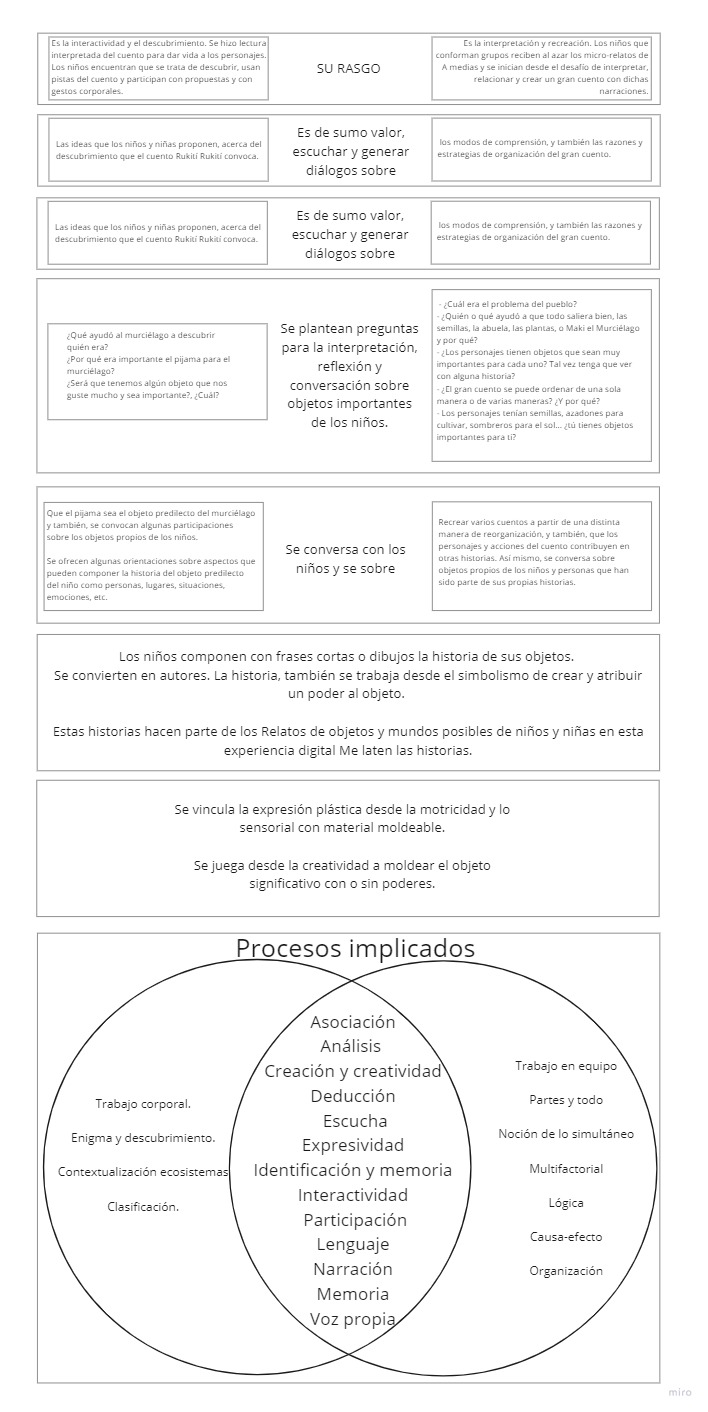 Es la interactividad y el descubrimiento. Se hizo lectura
interpretada del cuento para dar vida a los personajes.
Los niños encuentran que se trata de descubrir, usan
pistas del cuento y participan con propuestas y con
gestos corporales.
SU RASGO
Es la interpretación y recreación. Los niños que
conforman grupos reciben al azar los micro-relatos de
A medias y se inician desde el desafío de interpretar,
relacionar y crear un gran cuento con dichas
narraciones.
Las ideas que los niños y niñas proponen, acerca del
descubrimiento que el cuento Rukití Rukití convoca.
Es de sumo valor,
escuchar y generar
diálogos sobre
los modos de comprensión, y también las razones y
estrategias de organización del gran cuento.
Las ideas que los niños y niñas proponen, acerca del
descubrimiento que el cuento Rukití Rukití convoca.
Es de sumo valor,
escuchar y generar
diálogos sobre
los modos de comprensión, y también las razones y
estrategias de organización del gran cuento.
¿Qué ayudó al murciélago a descubrir
quién era?
¿Por qué era importante el pijama para el
murciélago?
¿Será que tenemos algún objeto que nos
guste mucho y sea importante?, ¿Cuál?
Se plantean preguntas
para la interpretación,
reflexión y
conversación sobre
objetos importantes
de los niños.
- ¿Cuál era el problema del pueblo?
- ¿Quién o qué ayudó a que todo saliera bien, las
semillas, la abuela, las plantas, o Maki el Murciélago
y por qué?
- ¿Los personajes tienen objetos que sean muy
importantes para cada uno? Tal vez tenga que ver
con alguna historia?
- ¿El gran cuento se puede ordenar de una sola
manera o de varias maneras? ¿Y por qué?
- Los personajes tenían semillas, azadones para
cultivar, sombreros para el sol... ¿tú tienes objetos
importantes para ti?
Que el pijama sea el objeto predilecto del murciélago
y también, se convocan algunas participaciones
sobre los objetos propios de los niños.
Se ofrecen algunas orientaciones sobre aspectos que
pueden componer la historia del objeto predilecto
del niño como personas, lugares, situaciones,
emociones, etc.
Se conversa con los
niños y se sobre
Recrear varios cuentos a partir de una distinta
manera de reorganización, y también, que los
personajes y acciones del cuento contribuyen en
otras historias. Así mismo, se conversa sobre
objetos propios de los niños y personas que han
sido parte de sus propias historias.
Los niños componen con frases cortas o dibujos la historia de sus objetos.
Se convierten en autores. La historia, también se trabaja desde el simbolismo de crear y atribuir
un poder al objeto.
Estas historias hacen parte de los Relatos de objetos y mundos posibles de niños y niñas en esta
experiencia digital Me laten las historias.
Se vincula la expresión plástica desde la motricidad y lo
sensorial con material moldeable.
Se juega desde la creatividad a moldear el objeto
significativo con o sin poderes.
Procesos implicados
Trabajo corporal.
Enigma y descubrimiento.
Contextualización ecosistemas
Clasificación.
Asociación
Análisis
Creación y creatividad
Deducción
Escucha
Expresividad
Identificación y memoria
Interactividad
Participación
Lenguaje
Narración
Memoria
Voz propia
Trabajo en equipo
Partes y todo
Noción de lo simultáneo
Multifactorial
Lógica
Causa-efecto
Organización
miro